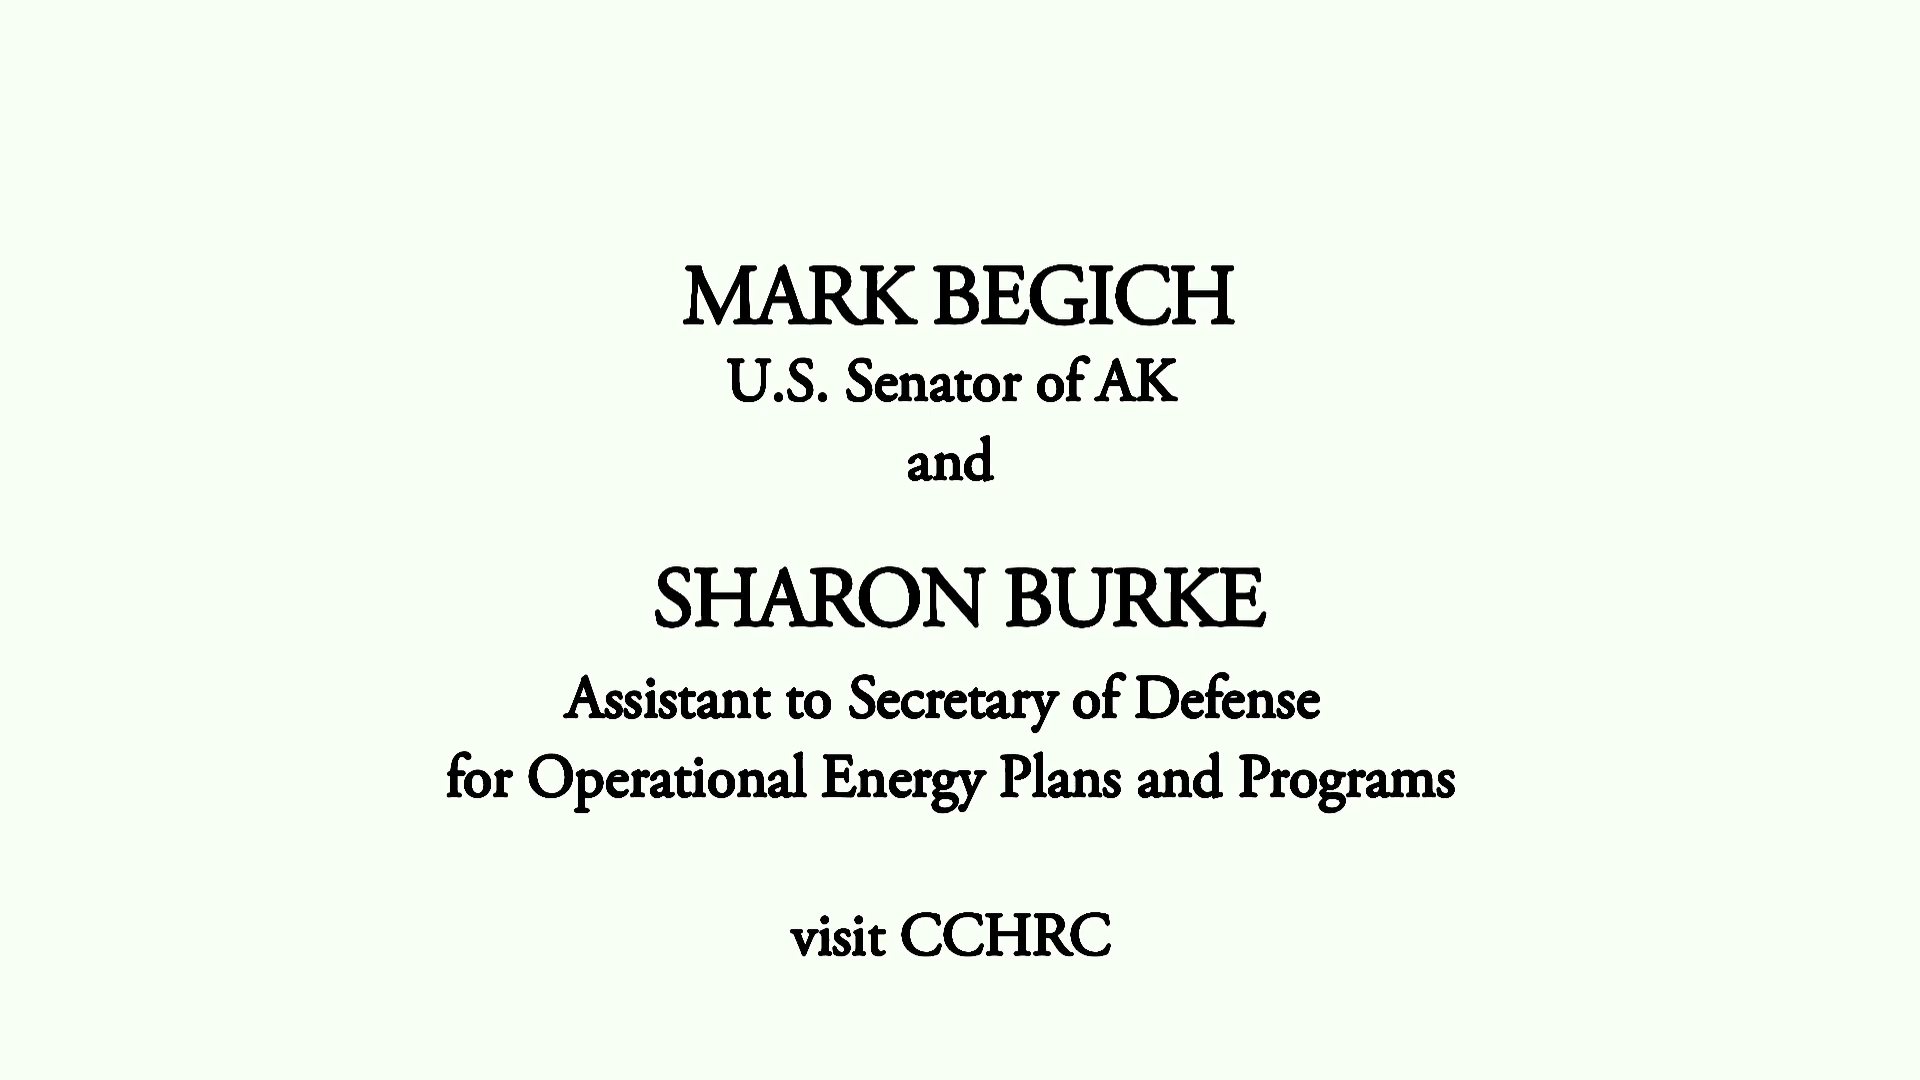 MARK BEGICH
U.S. Senator of AK
and
SHARON BURKE
Assistant to Secretary of Defense
for Operational Energy Plans and Programs
visit CCHRC